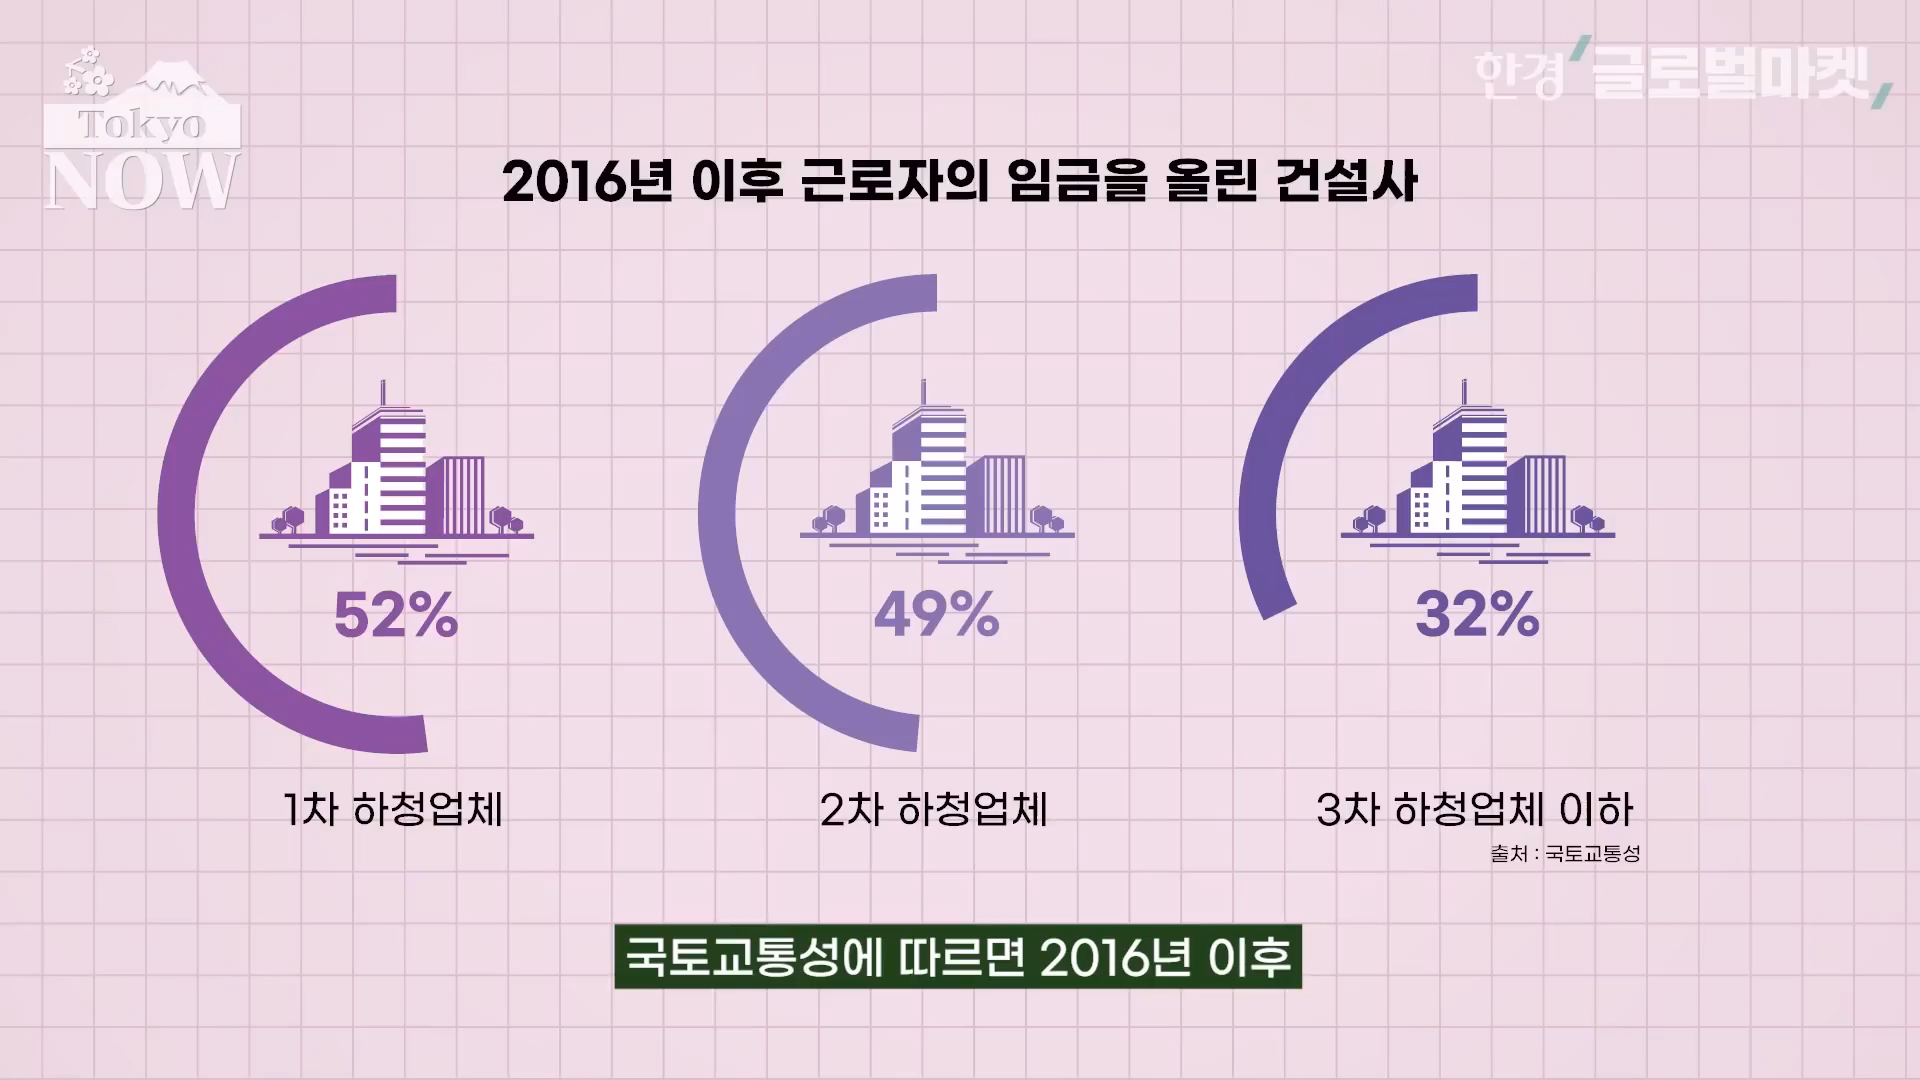 Tokyo
NOW
한경 글로벌마켓
2016년 이후 근로자의 임금을 올린 건설사
52%
49%
32%
1차 하청업체
2차 하청업체
3차 하청업체 이하
출처 : 국토교통성
국토교통성에 따르면 2016년 이후